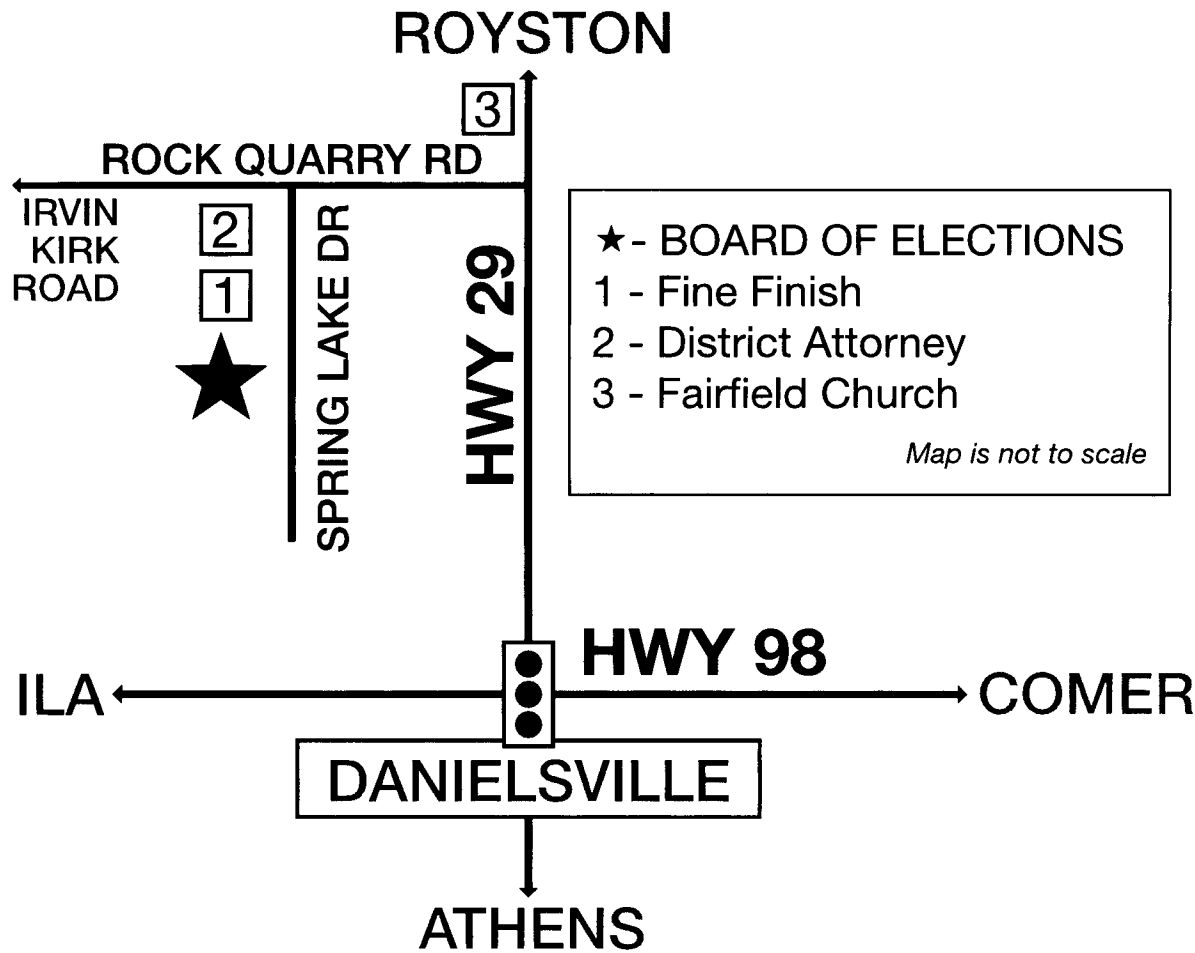 ROYSTON
3
ROCK QUARRY RD
IRVIN
KIRK
ROAD
2
1
SPRING LAKE DR
HWY 29
★- BOARD OF ELECTIONS
1 - Fine Finish
2 - District Attorney
3 - Fairfield Church
Map is not to scale
HWY 98
ILA
COMER
DANIELSVILLE
ATHENS